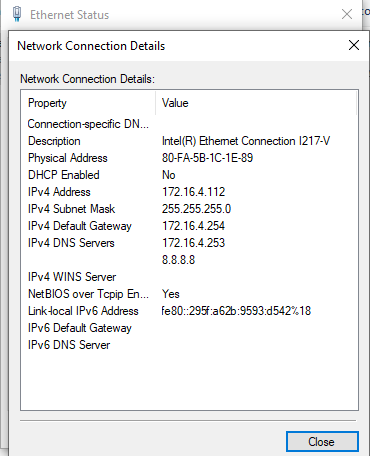 Ethernet Status
Network Connection Details
Network Connection Details:
Property Value
Connection-specific DN...
Description Intel(R) Ethernet Connection I217-V
Physical Address 80-FA-5B-1C-1E-89
DHCP Enabled No
IPv4 Address 172.16.4.112
IPv4 Subnet Mask 255.255.255.0
IPv4 Default Gateway 172.16.4.254
IPv4 DNS Servers 172.16.4.253
8.8.8.8
IPv4 WINS Server
NetBIOS over Tcpip En... Yes
Link-local IPv6 Address fe80::295f:a62b:9593:d542%18
IPv6 Default Gateway
IPv6 DNS Server
Close